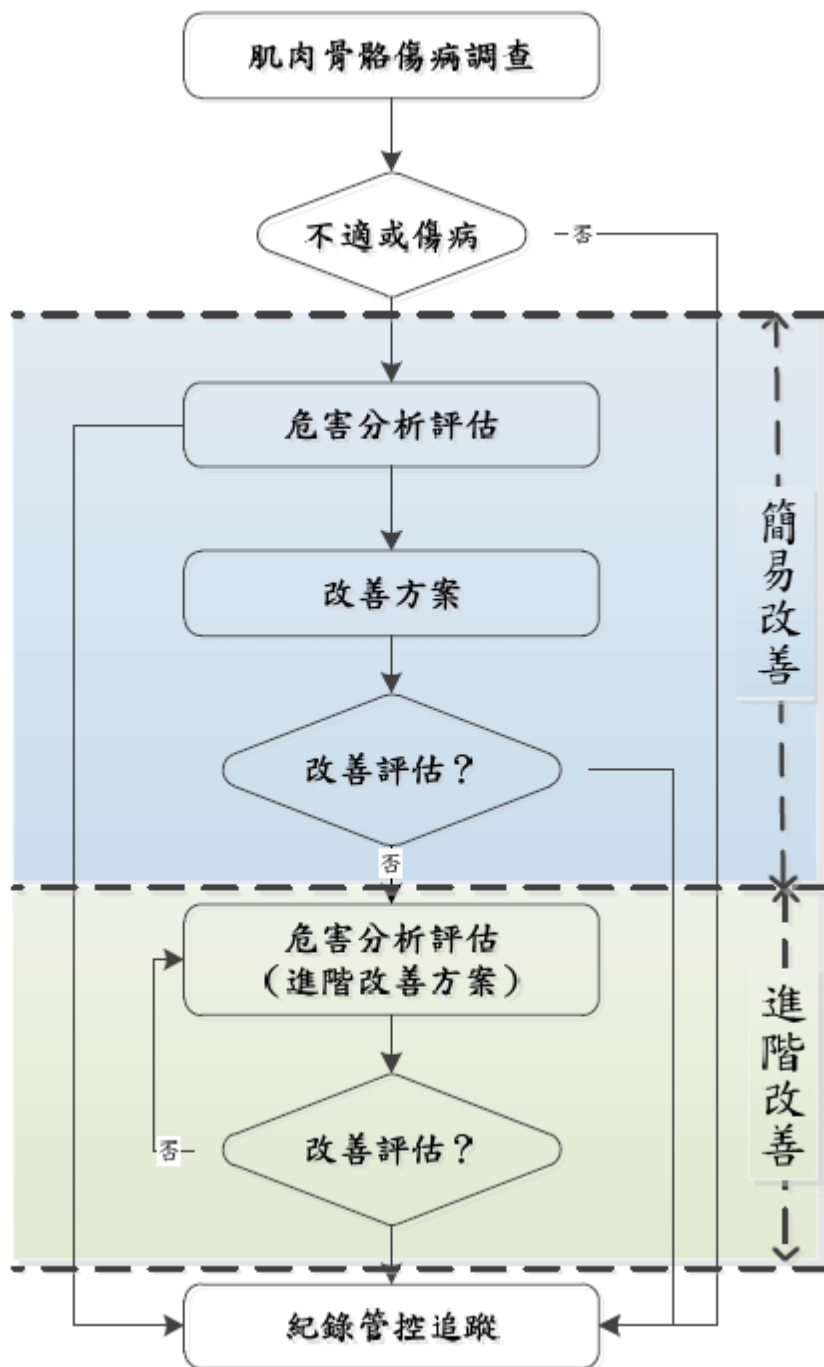 肌肉骨骼傷病調查
不適或傷病
否
危害分析評估
改善方案
簡易改善
改善評估？
否
危害分析評估
（進階改善方案）
進階改善
改善評估？
否
紀錄管控追蹤